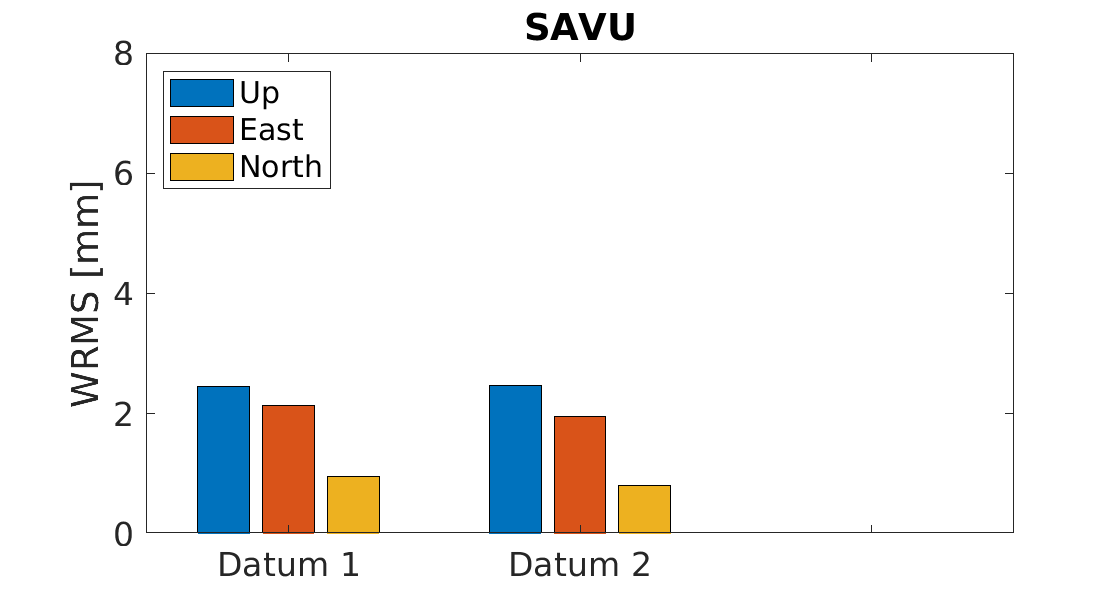 SAVU
8
6
4
2
0
WRMS [mm]
Up
East
North
Datum 1
Datum 2